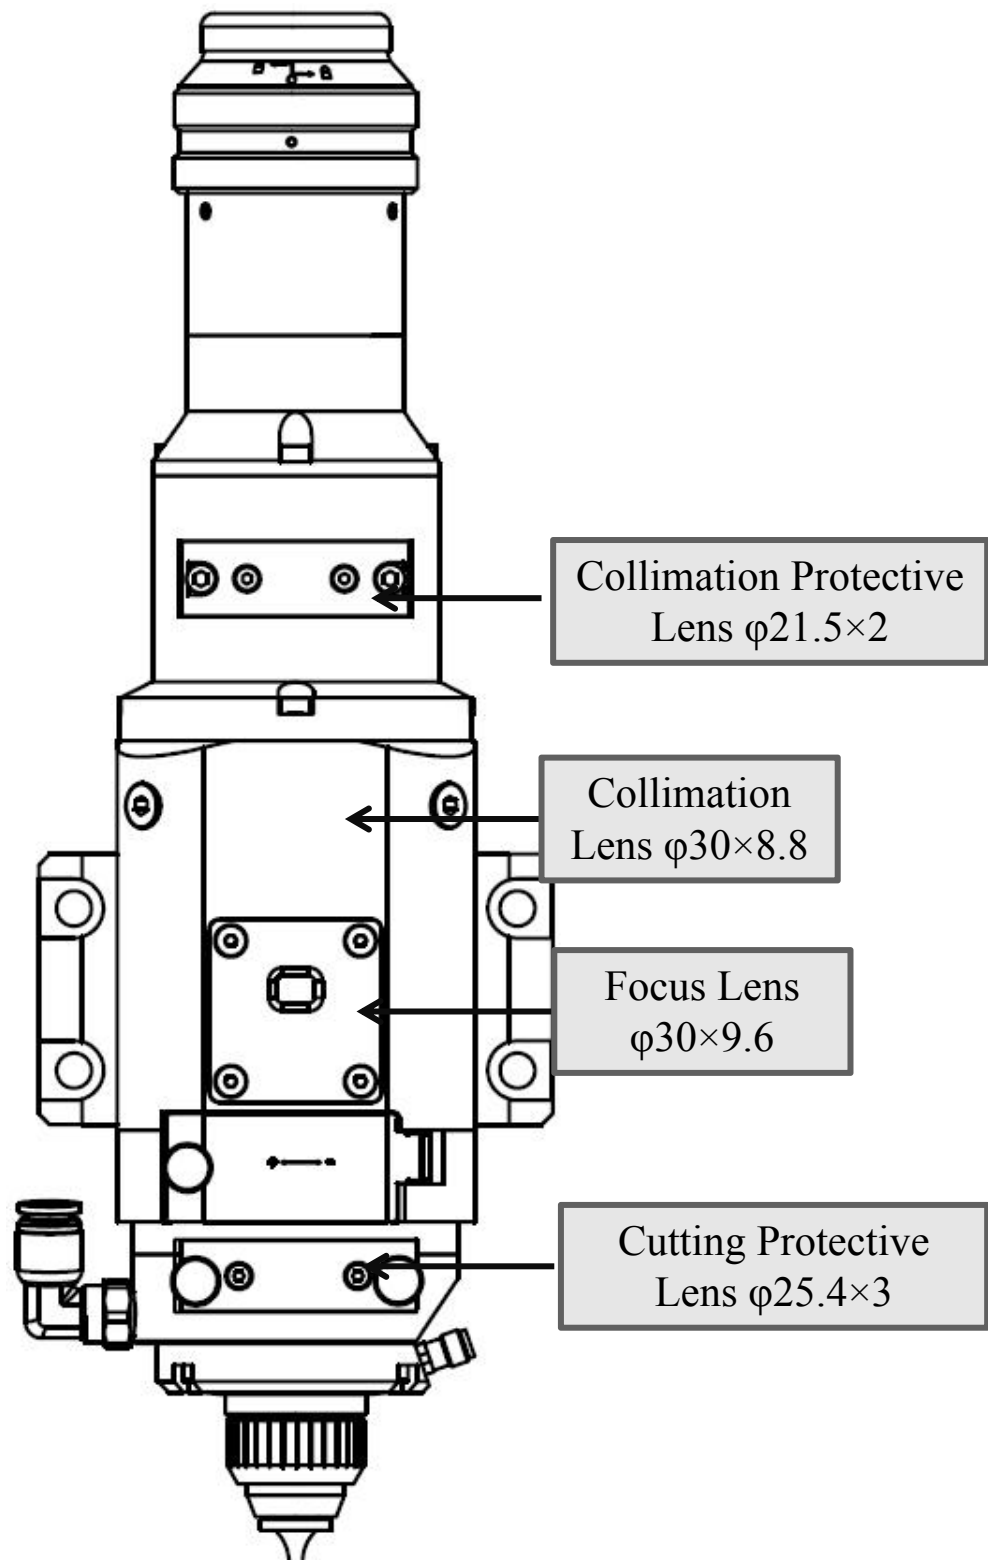 Collimation Protective
Lens φ21.5×2
Collimation
Lens φ30×8.8
Focus Lens
φ30×9.6
Cutting Protective
Lens φ25.4×3